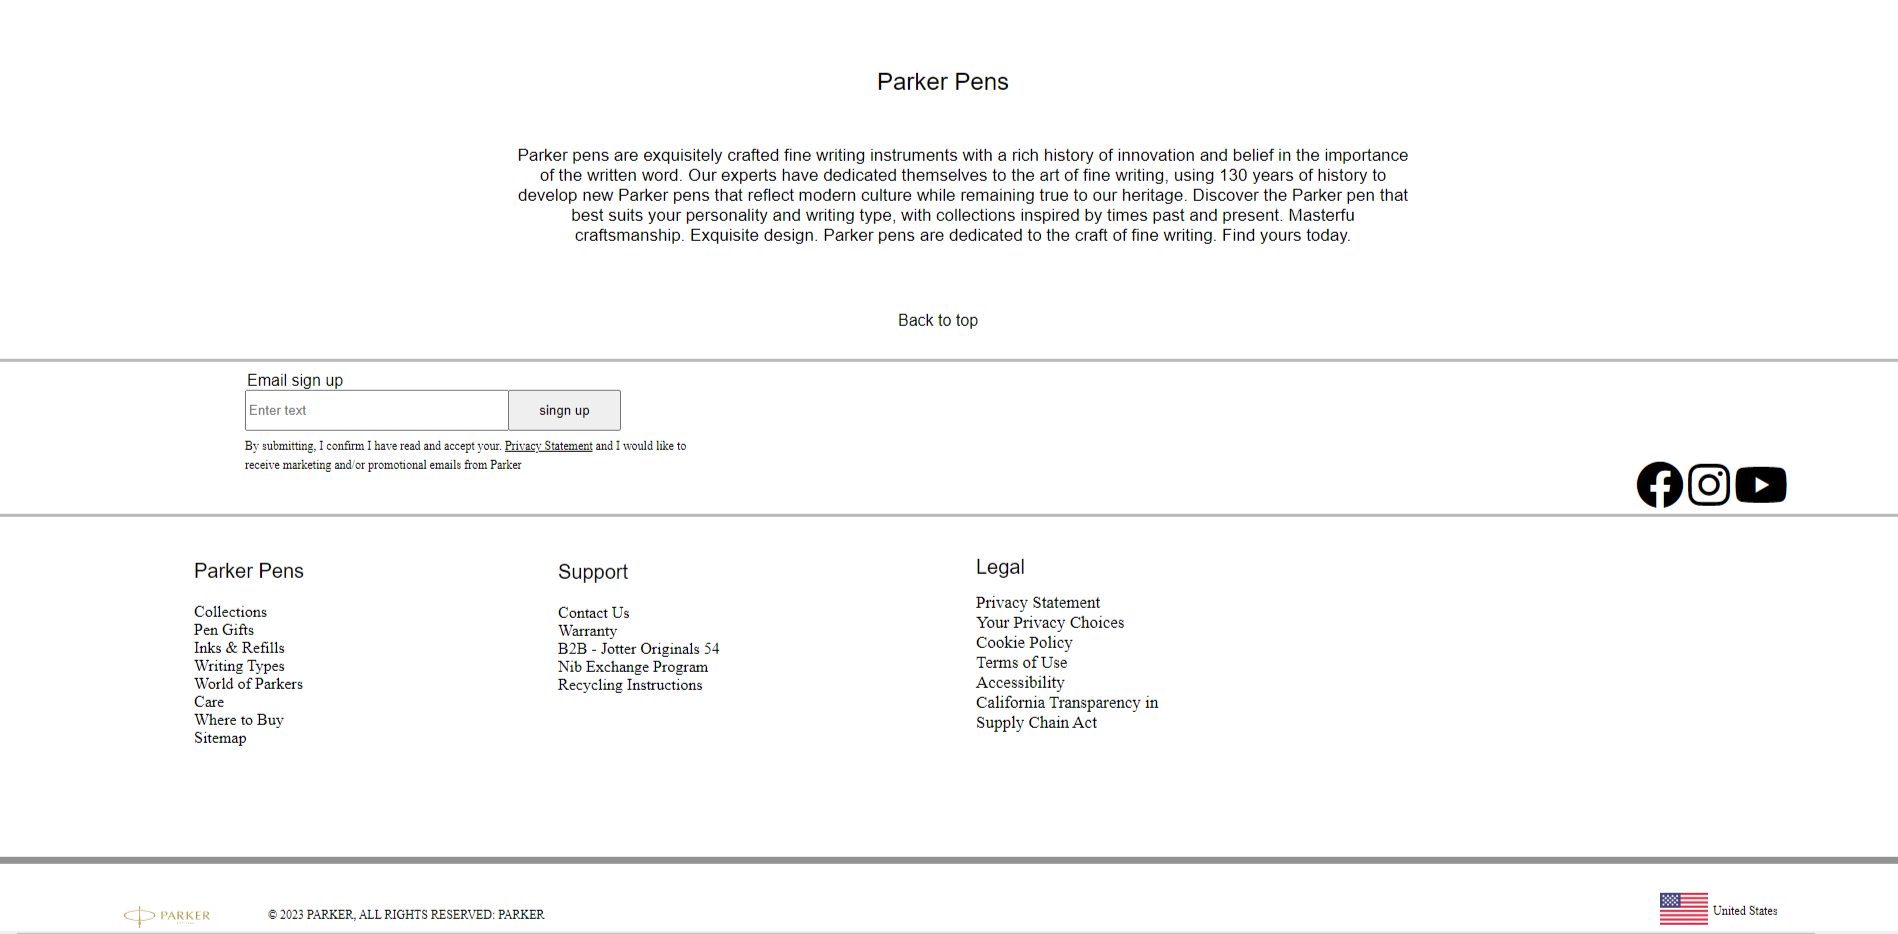 Parker Pens
Parker pens are exquisitely crafted fine writing instruments with a rich history of innovation and belief in the importance
of the written word. Our experts have dedicated themselves to the art of fine writing, using 130 years of history to
develop new Parker pens that reflect modern culture while remaining true to our heritage. Discover the Parker pen that
best suits your personality and writing type, with collections inspired by times past and present. Masterfu
craftsmanship. Exquisite design. Parker pens are dedicated to the craft of fine writing. Find yours today.
Back to top
Email sign up
Enter text
singn up
By submitting, I confirm I have read and accept your. Privacy Statement and I would like to
receive marketing and/or promotional emails from Parker
Parker Pens
Collections
Pen Gifts
Inks & Refills
Writing Types
World of Parkers
Care
Where to Buy
Sitemap
Support
Contact Us
Warranty
B2B - Jotter Originals 54
Nib Exchange Program
Recycling Instructions
Legal
Privacy Statement
Your Privacy Choices
Cookie Policy
Terms of Use
Accessibility
California Transparency in
Supply Chain Act
PARKER
© 2023 PARKER, ALL RIGHTS RESERVED: PARKER
United States